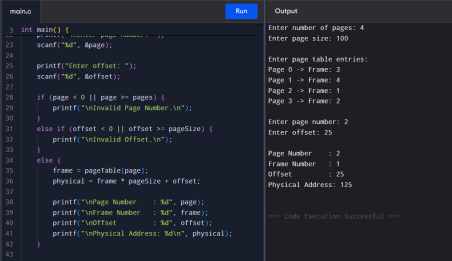 main.c
Run
Output
3 int main() {
23 scanf("%d", &page);
24
25 printf("Enter offset: ");
26 scanf("%d", &offset);
27
28 if (page < 0 || page >= pages) {
29 printf("\nInvalid Page Number.\n");
30 }
31 else if (offset < 0 || offset >= pageSize) {
32 printf("\nInvalid Offset.\n");
33 }
34 else {
35 frame = pageTable[page];
36 physical = frame * pageSize + offset;
37
38 printf("\nPage Number    : %d", page);
39 printf("\nFrame Number   : %d", frame);
40 printf("\nOffset         : %d", offset);
41 printf("\nPhysical Address: %d\n", physical);
42 }
43
Enter number of pages: 4
Enter page size: 100
Enter page table entries:
Page 0 -> Frame: 3
Page 1 -> Frame: 4
Page 2 -> Frame: 1
Page 3 -> Frame: 2
Enter page number: 2
Enter offset: 25
Page Number    : 2
Frame Number   : 1
Offset         : 25
Physical Address: 125
=== Code Execution Successful ===